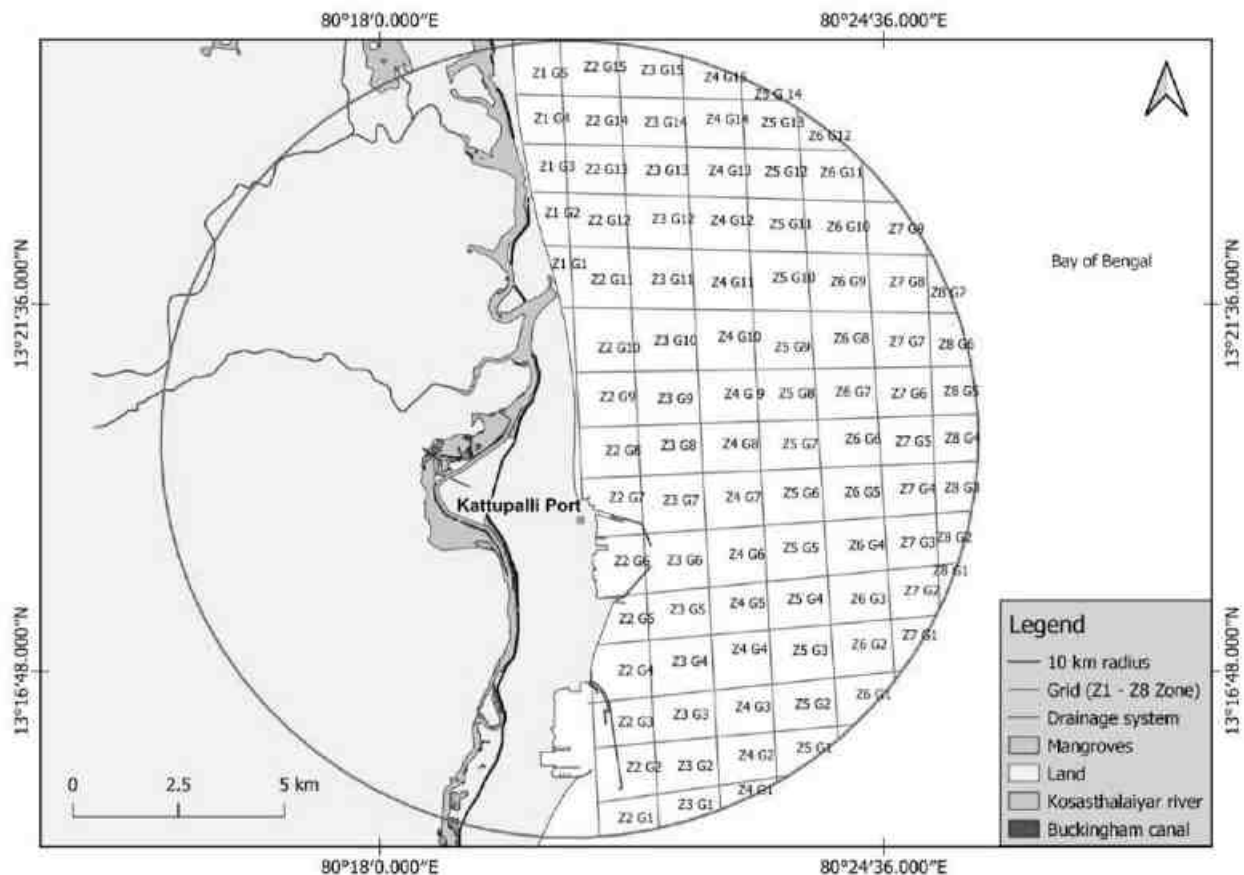 80°18'0.000"E 80°24'36.000"E
Z1 G5 Z2 G15 Z3 G15 Z4 G15
Z5 G 14
Z1 G4 Z2 G14 Z3 G14 Z4 G14 Z5 G13 Z6 G12
Z1 G3 Z2 G13 Z3 G13 Z4 G13 Z5 G12 Z6 G11
Z1 G2 Z2 G12 Z3 G12 Z4 G12 Z5 G11 Z6 G10 Z7 G9
Bay of Bengal
Z1 G1 Z2 G11 Z3 G11 Z4 G11 Z5 G10 Z6 G9 Z7 G8 Z8 G7
13°21'36.000"N 13°21'36.000"N
Z2 G10 Z3 G10 Z4 G10 Z5 G9 Z6 G8 Z7 G7 Z8 G6
Z2 G9 Z3 G9 Z4 G 9 Z5 G8 Z6 G7 Z7 G6 Z8 G5
Z2 G8 Z3 G8 Z4 G8 Z5 G7 Z6 G6 Z7 G5 Z8 G4
Kattupalli Port
Z2 G7 Z3 G7 Z4 G7 Z5 G6 Z6 G5 Z7 G4 Z8 G3
Z2 G6 Z3 G6 Z4 G6 Z5 G5 Z6 G4 Z7 G3 Z8 G2
Z8 G1
Z2 G5 Z3 G5 Z4 G5 Z5 G4 Z6 G3 Z7 G2
Z2 G4 Z3 G4 Z4 G4 Z5 G3 Z6 G2 Z7 G1
13°16'48.000"N 13°16'48.000"N
Z2 G3 Z3 G3 Z4 G3 Z5 G2 Z6 G1
Z2 G2 Z3 G2 Z4 G2 Z5 G1
Z2 G1 Z3 G1 Z4 G1
0 2.5 5 km
Legend
10 km radius
Grid (Z1 - Z8 Zone)
Drainage system
Mangroves
Land
Kosasthalaiyar river
Buckingham canal
80°18'0.000"E 80°24'36.000"E